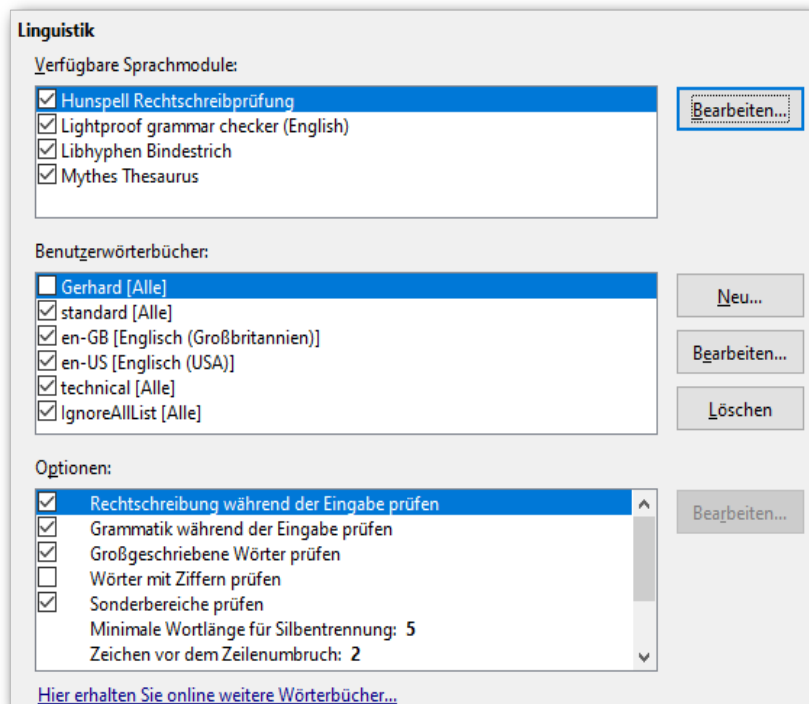 Linguistik
Verfügbare Sprachmodule:
Hunspell Rechtschreibprüfung
Lightproof grammar checker (English)
Libhyphen Bindestrich
Mythes Thesaurus
Bearbeiten...
Benutzerwörterbücher:
Gerhard [Alle]
standard [Alle]
en-GB [Englisch (Großbritannien)]
en-US [Englisch (USA)]
technical [Alle]
IgnoreAllList [Alle]
Neu...
Bearbeiten...
Löschen
Optionen:
Rechtschreibung während der Eingabe prüfen
Grammatik während der Eingabe prüfen
Großgeschriebene Wörter prüfen
Wörter mit Ziffern prüfen
Sonderbereiche prüfen
Minimale Wortlänge für Silbentrennung: 5
Zeichen vor dem Zeilenumbruch: 2
Bearbeiten...
Hier erhalten Sie online weitere Wörterbücher...